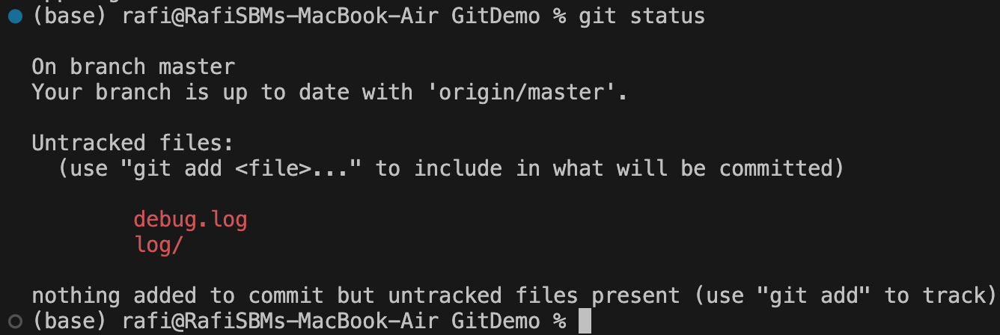 (base) rafi@RafiSBMs-MacBook-Air GitDemo % git status
On branch master
Your branch is up to date with 'origin/master'.
Untracked files:
(use "git add <file>..." to include in what will be committed)
debug.log
log/
nothing added to commit but untracked files present (use "git add" to track)
(base) rafi@RafiSBMs-MacBook-Air GitDemo %